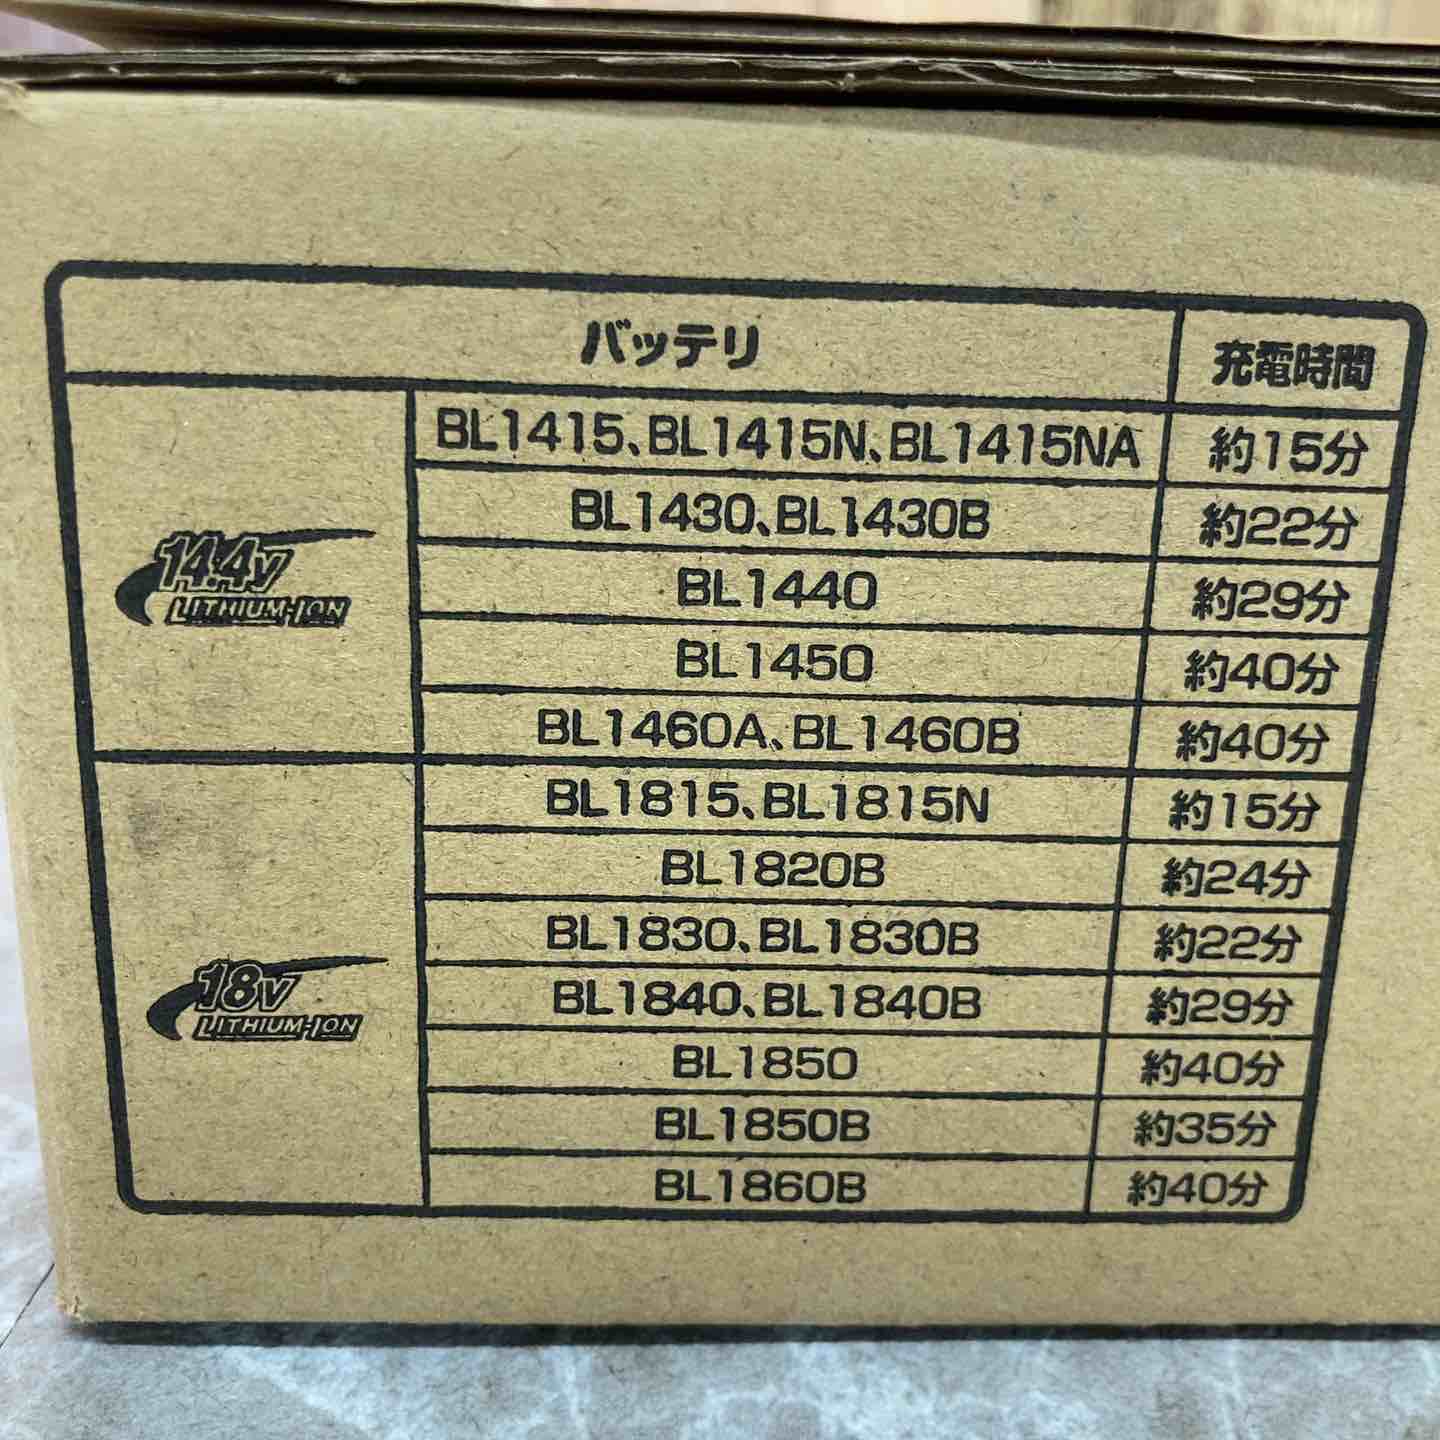 バッテリ 充電時間
BL1415、BL1415N、BL1415NA 約15分
BL1430、BL1430B 約22分
14.4V
LITHIUM-ION
BL1440 約29分
BL1450 約40分
BL1460A、BL1460B 約40分
BL1815、BL1815N 約15分
BL1820B 約24分
BL1830、BL1830B 約22分
18V
LITHIUM-ION
BL1840、BL1840B 約29分
BL1850 約40分
BL1850B 約35分
BL1860B 約40分